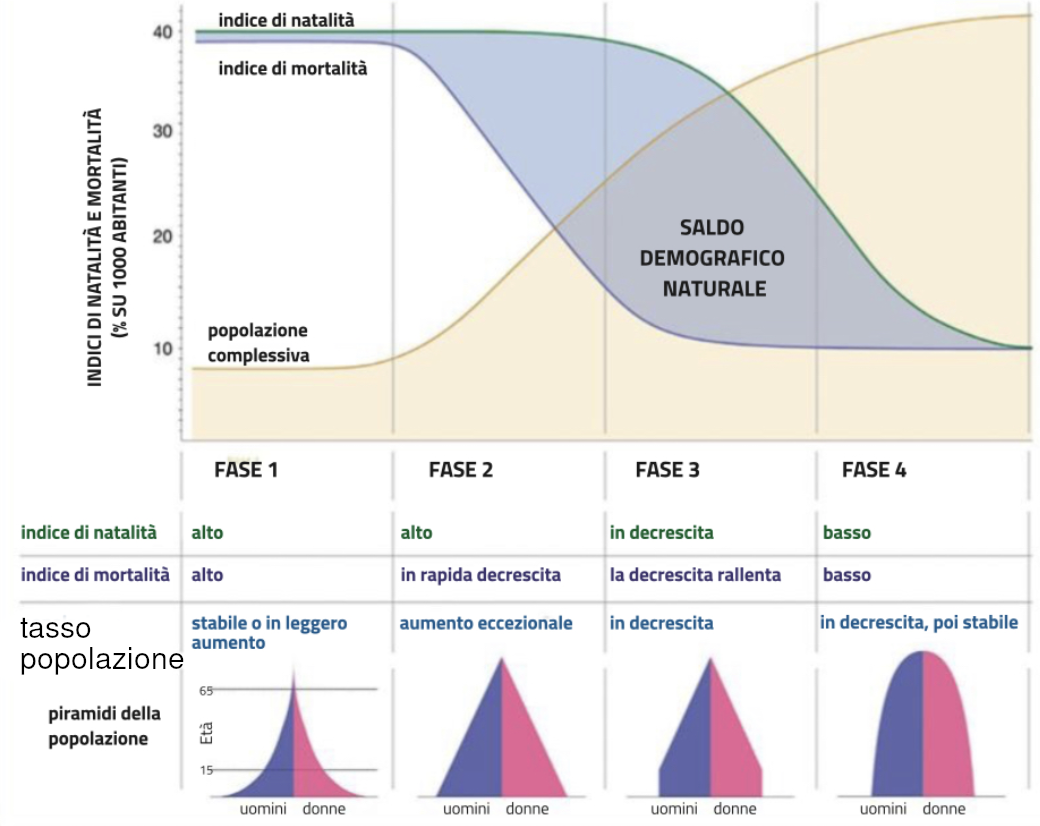 indice di natalità
indice di mortalità
40
30
20
10
INDICI DI NATALITÀ E MORTALITÀ
(% SU 1000 ABITANTI)
SALDO
DEMOGRAFICO
NATURALE
popolazione
complessiva
FASE 1 FASE 2 FASE 3 FASE 4
indice di natalità alto alto in decrescita basso
indice di mortalità alto in rapida decrescita la decrescita rallenta basso
tasso
popolazione
stabile o in leggero
aumento
aumento eccezionale
in decrescita
in decrescita, poi stabile
piramidi della
popolazione
65
Età
15
uomini donne uomini donne uomini donne uomini donne